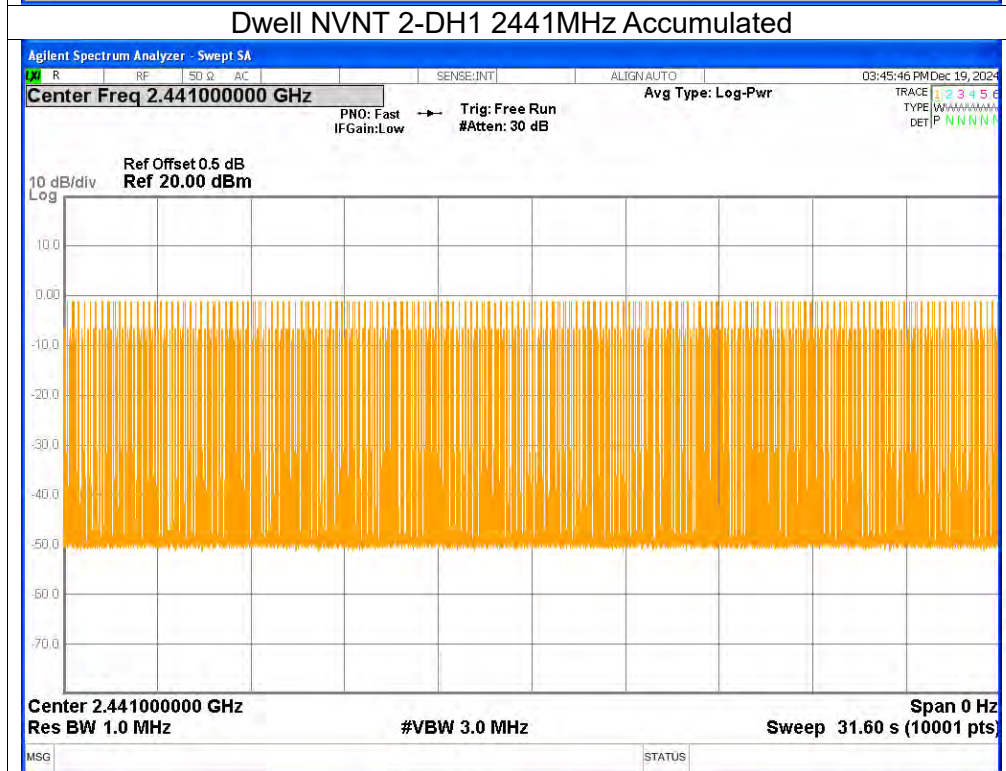 Dwell NVNT 2-DH1 2441MHz Accumulated
Agilent Spectrum Analyzer - Swept SA
LXI R RF 50 Ω AC SENSE:INT ALIGN AUTO 03:45:46 PM Dec 19, 2024
Center Freq 2.441000000 GHz Avg Type: Log-Pwr TRACE 1 2 3 4 5 6
PNO: Fast Trig: Free Run TYPE
IFGain:Low #Atten: 30 dB DET P N N N N N
Ref Offset 0.5 dB
10 dB/div Ref 20.00 dBm
Log
10.0
0.00
-10.0
-20.0
-30.0
-40.0
-50.0
-60.0
-70.0
Center 2.441000000 GHz Span 0 Hz
Res BW 1.0 MHz #VBW 3.0 MHz Sweep 31.60 s (10001 pts)
MSG STATUS